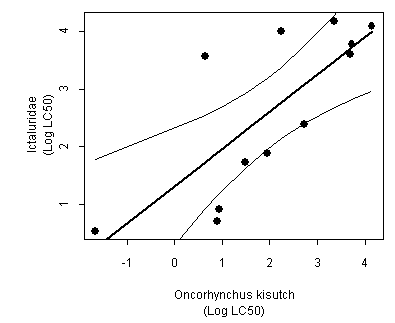 Ictaluridae
(Log LC50)
4
3
2
1
-1 0 1 2 3 4
Oncorhynchus kisutch
(Log LC50)